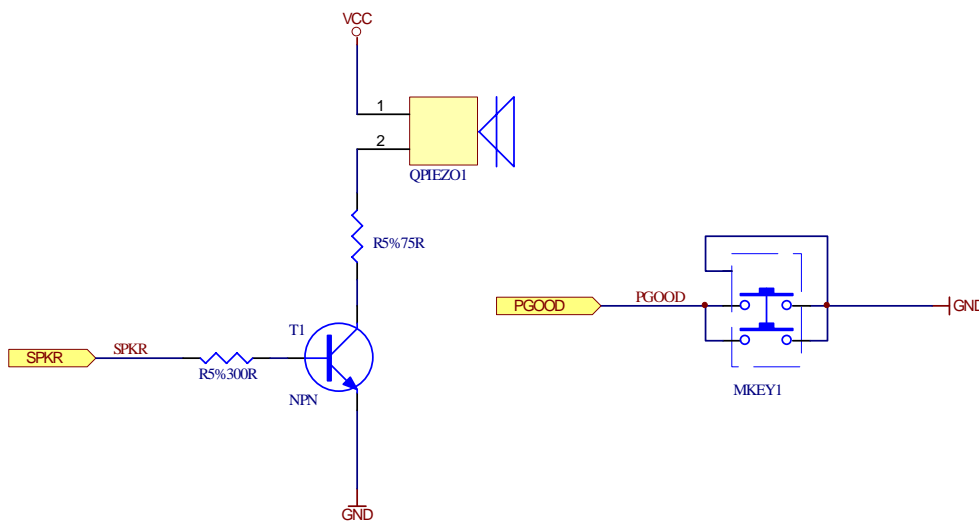 VCC
1
2
QPIEZO1
R5%75R
T1
SPKR
SPKR
R5%300R
NPN
GND
PGOOD
PGOOD
GND
MKEY1